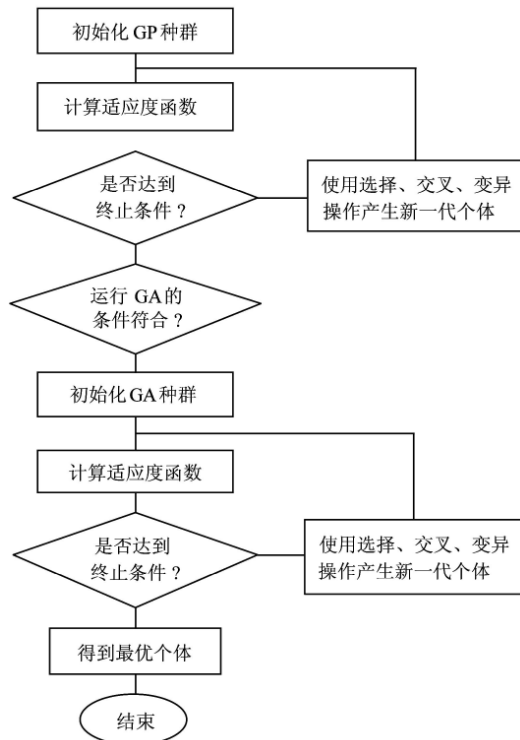 初始化 GP 种群
计算适应度函数
是否达到
终止条件？
使用选择、交叉、变异
操作产生新一代个体
运行 GA的
条件符合？
初始化GA种群
计算适应度函数
是否达到
终止条件？
使用选择、交叉、变异
操作产生新一代个体
得到最优个体
结束